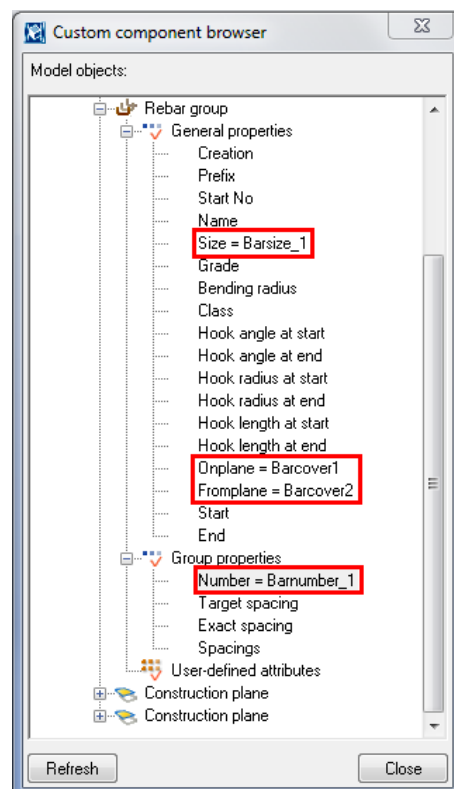 Custom component browser
Model objects:
Rebar group
General properties
Creation
Prefix
Start No
Name
Size = Barsize_1
Grade
Bending radius
Class
Hook angle at start
Hook angle at end
Hook radius at start
Hook radius at end
Hook length at start
Hook length at end
Onplane = Barcover1
Fromplane = Barcover2
Start
End
Group properties
Number = Barnumber_1
Target spacing
Exact spacing
Spacings
User-defined attributes
Construction plane
Construction plane
Refresh Close